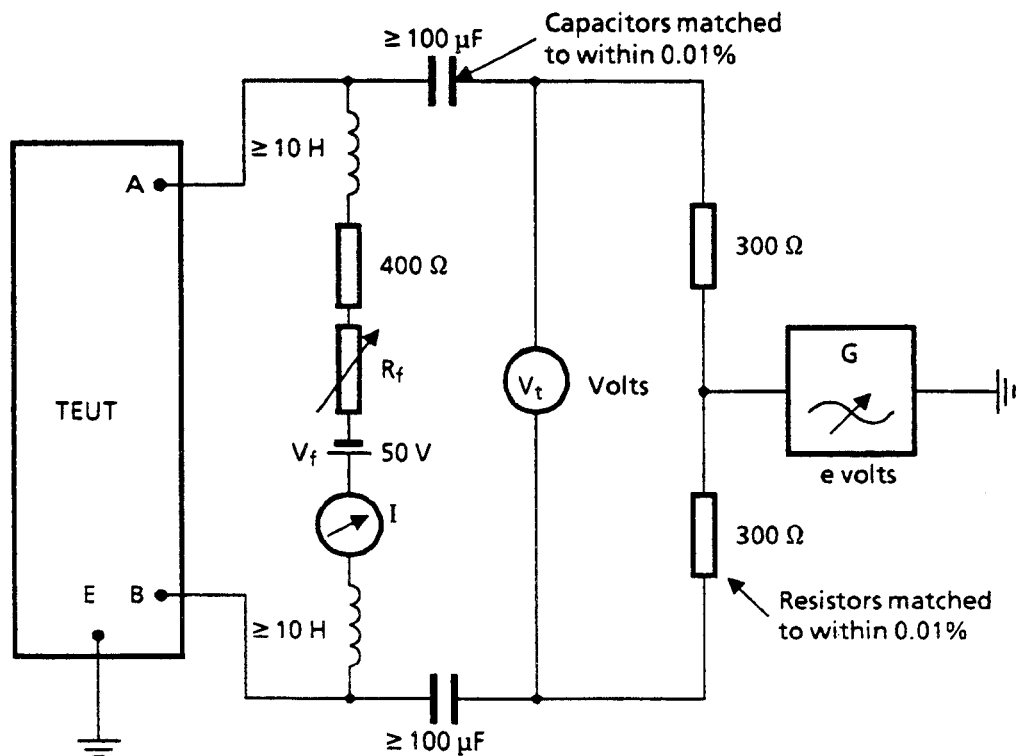 Capacitors matched
to within 0.01%
≥ 100 µF
≥ 10 H
A
400 Ω
300 Ω
R_f
G
TEUT
V_t Volts
V_f 50 V
e volts
I
300 Ω
E B
≥ 10 H
Resistors matched
to within 0.01%
≥ 100 µF